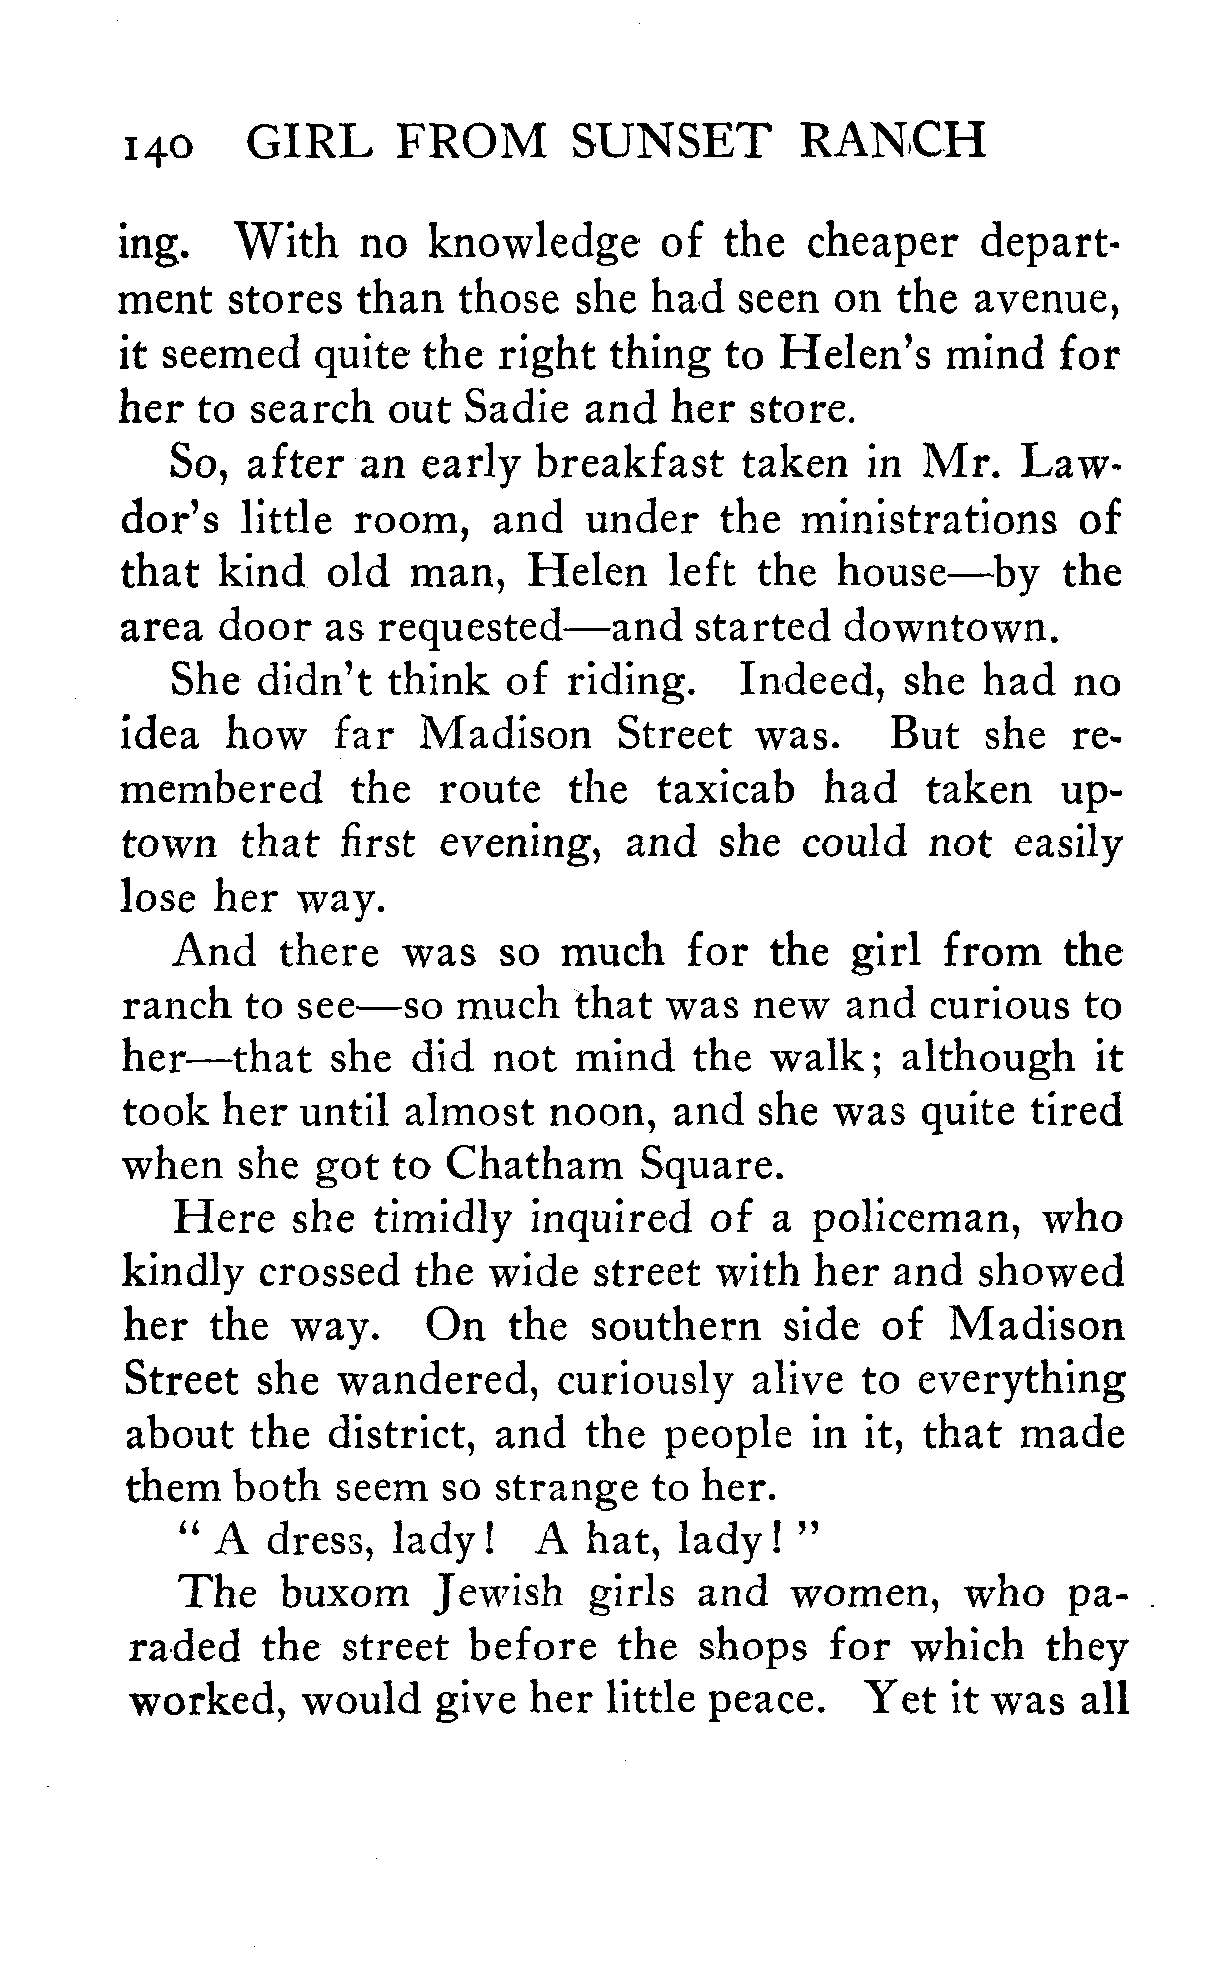 140 GIRL FROM SUNSET RANCH
ing. With no knowledge of the cheaper depart-
ment stores than those she had seen on the avenue,
it seemed quite the right thing to Helen's mind for
her to search out Sadie and her store.
So, after an early breakfast taken in Mr. Law-
dor's little room, and under the ministrations of
that kind old man, Helen left the house—by the
area door as requested—and started downtown.
She didn't think of riding. Indeed, she had no
idea how far Madison Street was. But she re-
membered the route the taxicab had taken up-
town that first evening, and she could not easily
lose her way.
And there was so much for the girl from the
ranch to see—so much that was new and curious to
her—that she did not mind the walk; although it
took her until almost noon, and she was quite tired
when she got to Chatham Square.
Here she timidly inquired of a policeman, who
kindly crossed the wide street with her and showed
her the way. On the southern side of Madison
Street she wandered, curiously alive to everything
about the district, and the people in it, that made
them both seem so strange to her.
" A dress, lady! A hat, lady! "
The buxom Jewish girls and women, who pa-
raded the street before the shops for which they
worked, would give her little peace. Yet it was all